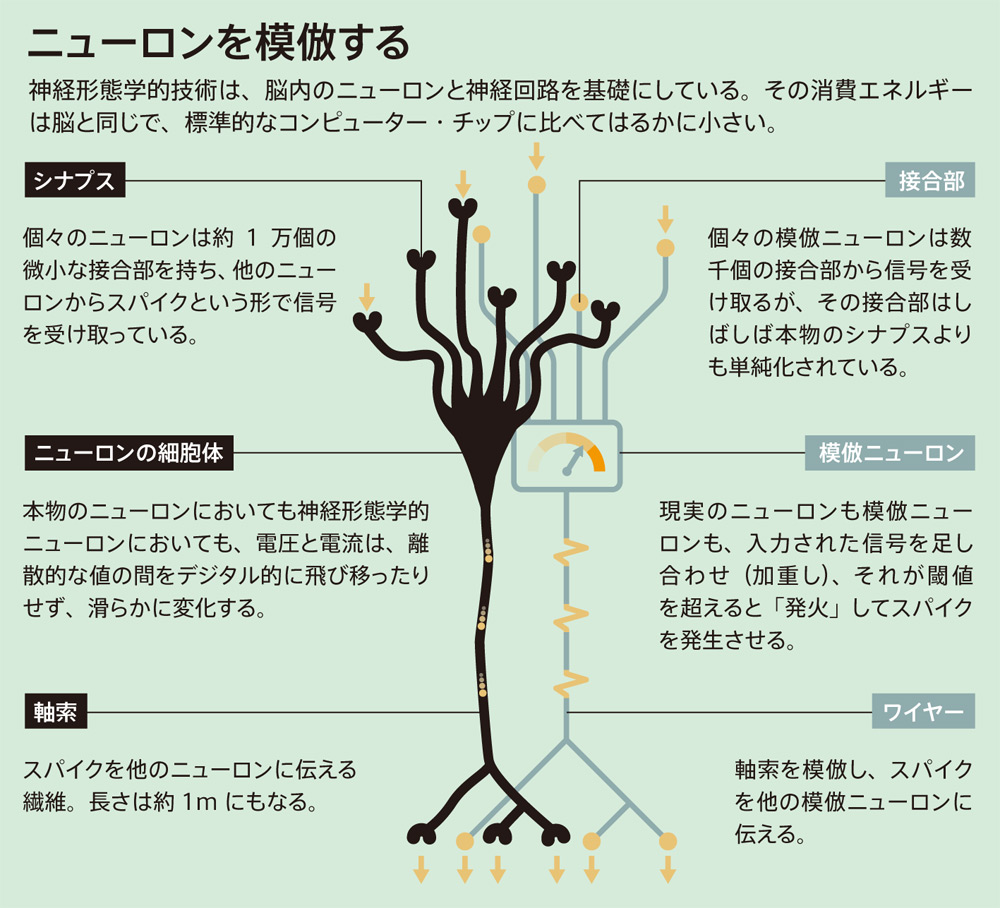 ニューロンを模倣する
神経形態学的技術は、脳内のニューロンと神経回路を基礎にしている。その消費エネルギー
は脳と同じで、標準的なコンピューター・チップに比べてはるかに小さい。
シナプス
個々のニューロンは約 1 万個の
微小な接合部を持ち、他のニュー
ロンからスパイクという形で信号
を受け取っている。
接合部
個々の模倣ニューロンは数
千個の接合部から信号を受
け取るが、その接合部はし
ばしば本物のシナプスより
も単純化されている。
ニューロンの細胞体
本物のニューロンにおいても神経形態学的
ニューロンにおいても、電圧と電流は、離
散的な値の間をデジタル的に飛び移ったり
せず、滑らかに変化する。
模倣ニューロン
現実のニューロンも模倣ニュー
ロンも、入力された信号を足し
合わせ（加重し）、それが閾値
を超えると「発火」してスパイク
を発生させる。
軸索
スパイクを他のニューロンに伝える
繊維。長さは約 1m にもなる。
ワイヤー
軸索を模倣し、スパイク
を他の模倣ニューロンに
伝える。